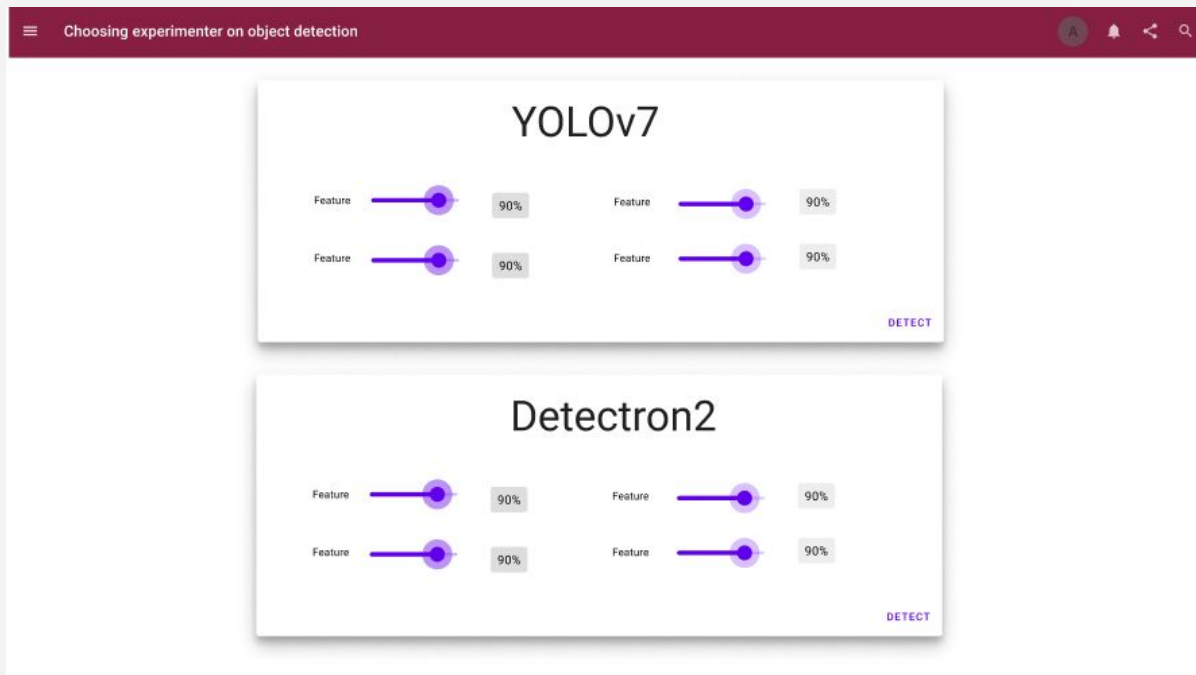 Choosing experimenter on object detection
A
YOLOv7
Feature 90% Feature 90%
Feature 90% Feature 90%
DETECT
Detectron2
Feature 90% Feature 90%
Feature 90% Feature 90%
DETECT